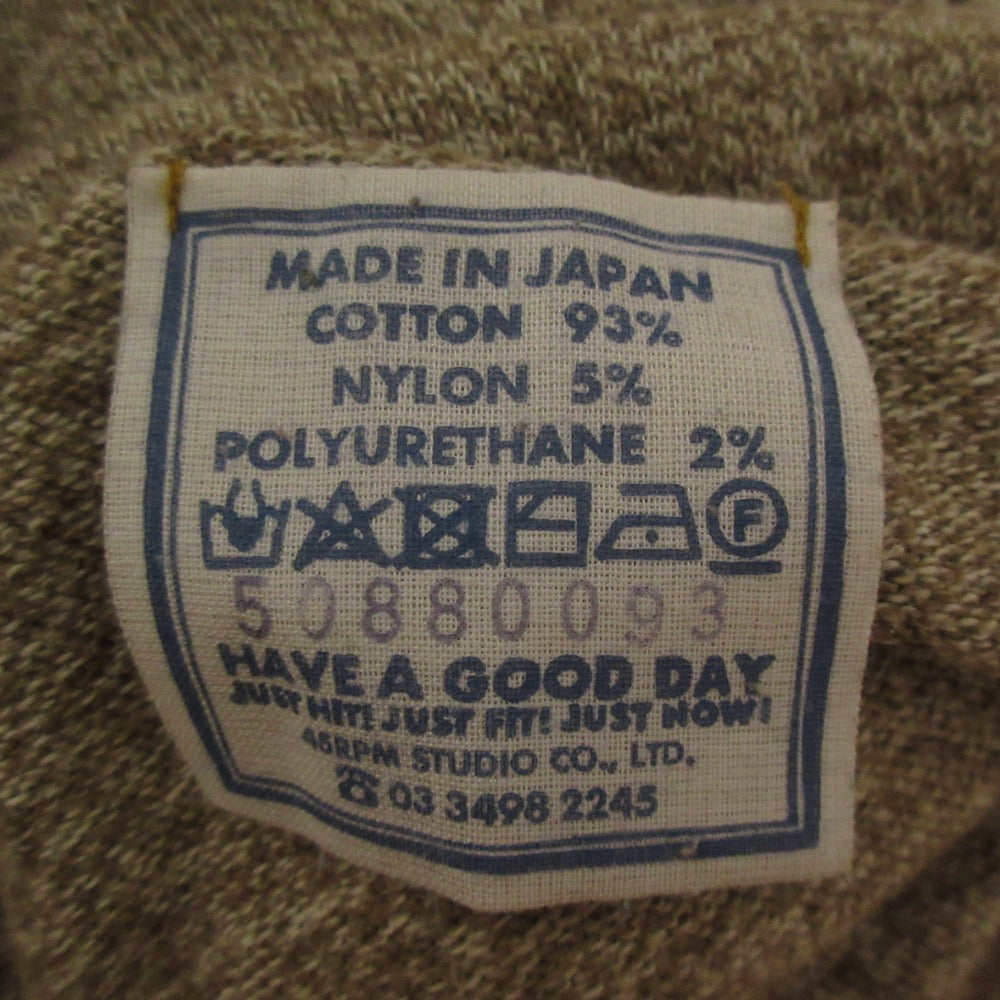 MADE IN JAPAN
COTTON 93%
NYLON 5%
POLYURETHANE 2%
F
50880093
HAVE A GOOD DAY
JUST HIT! JUST FIT! JUST NOW!
45RPM STUDIO CO., LTD.
☎ 03 3498 2245